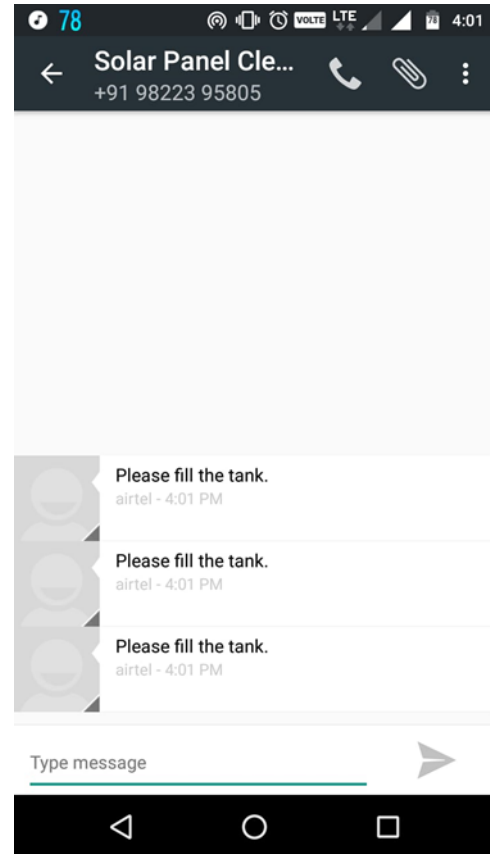 78 VOLTE LTE 78 4:01
Solar Panel Cle...
+91 98223 95805
Please fill the tank.
airtel - 4:01 PM
Please fill the tank.
airtel - 4:01 PM
Please fill the tank.
airtel - 4:01 PM
Type message